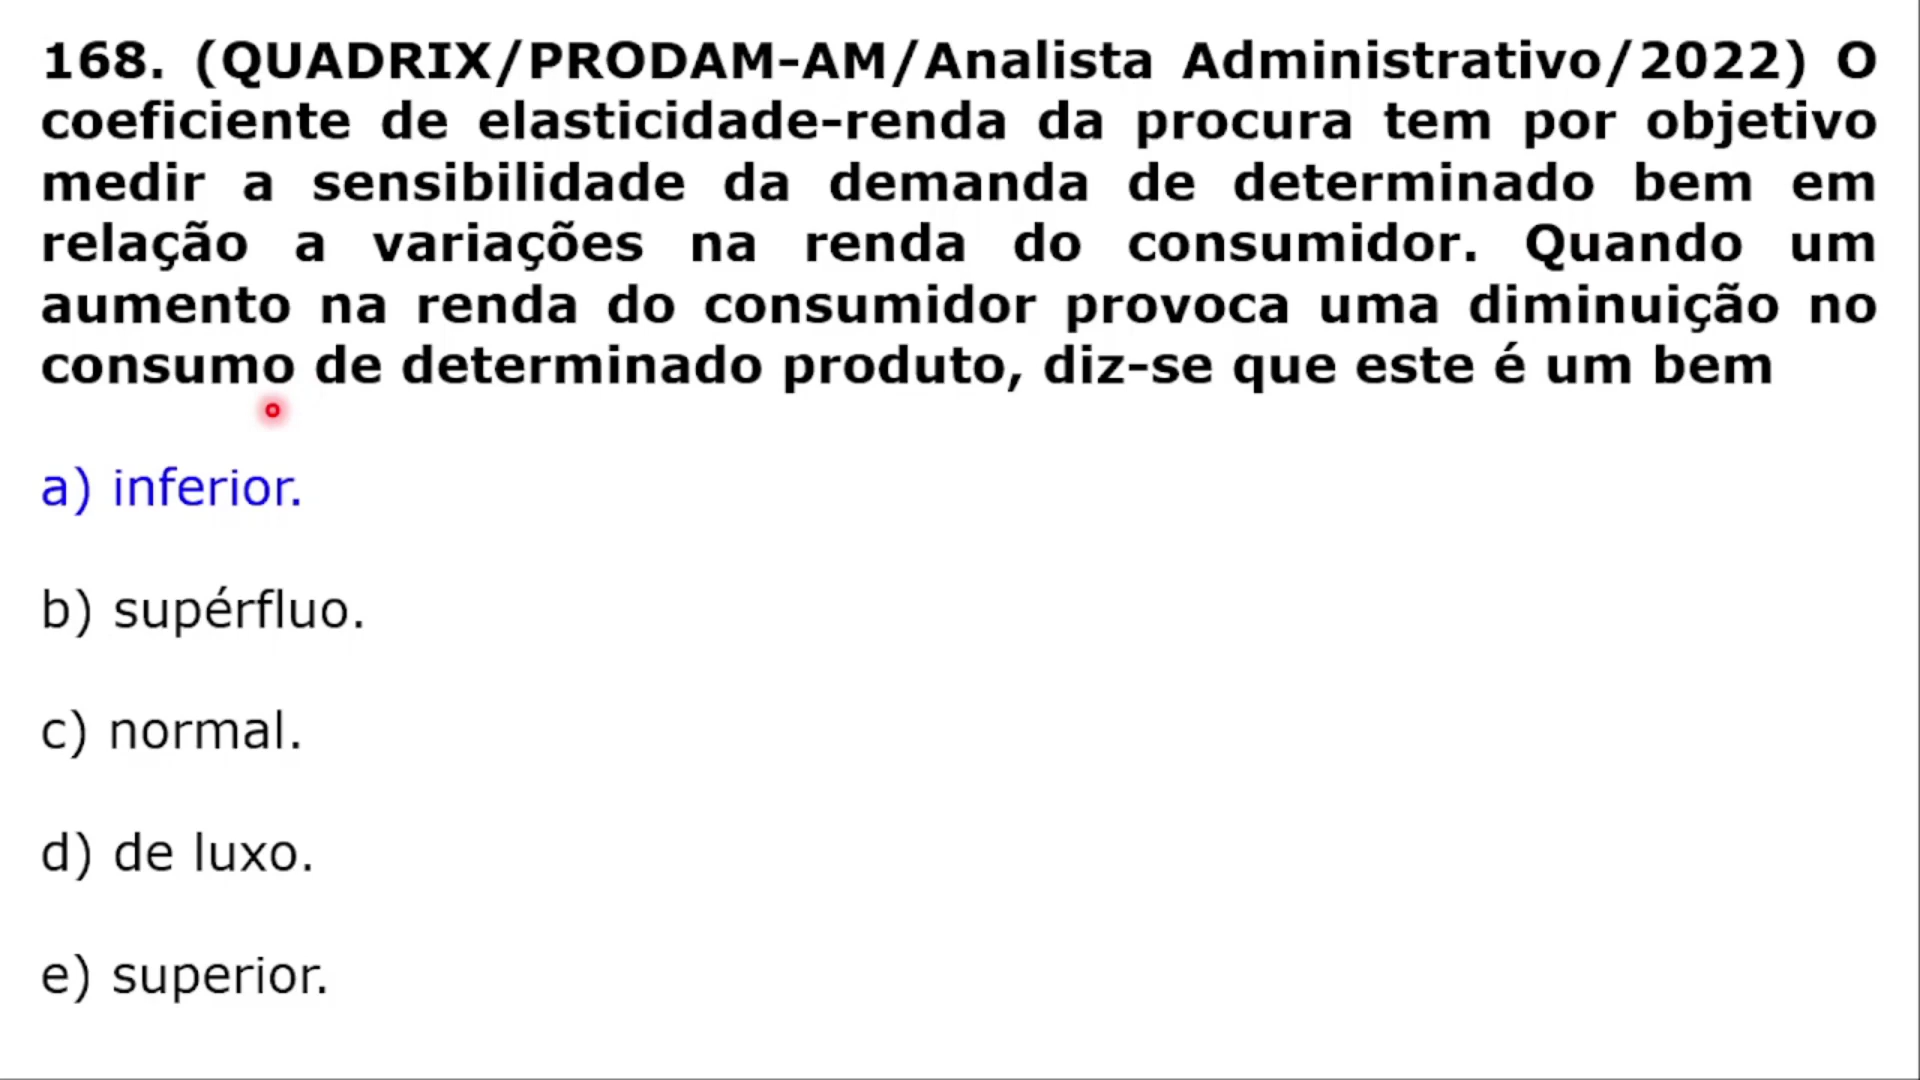 168. (QUADRIX/PRODAM-AM/Analista Administrativo/2022) O
coeficiente de elasticidade-renda da procura tem por objetivo
medir a sensibilidade da demanda de determinado bem em
relação a variações na renda do consumidor. Quando um
aumento na renda do consumidor provoca uma diminuição no
consumo de determinado produto, diz-se que este é um bem
a) inferior.
b) supérfluo.
c) normal.
d) de luxo.
e) superior.